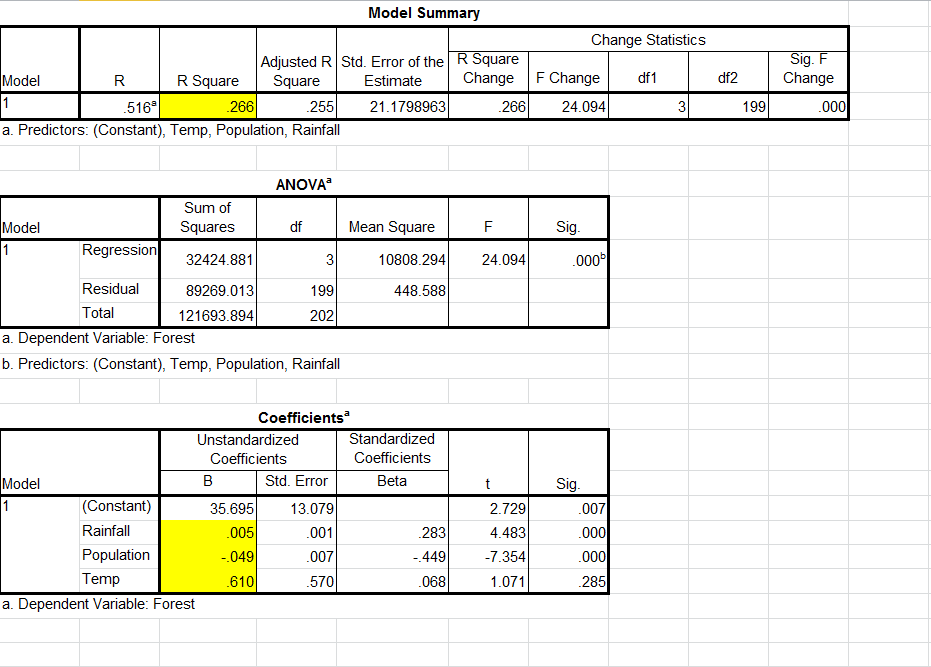 Model Summary
Model R R Square Adjusted R Square Std. Error of the Estimate Change Statistics
R Square Change F Change df1 df2 Sig. F Change
1 .516a .266 .255 21.1798963 .266 24.094 3 199 .000
a. Predictors: (Constant), Temp, Population, Rainfall
ANOVAa
Model Sum of Squares df Mean Square F Sig.
1 Regression 32424.881 3 10808.294 24.094 .000b
Residual 89269.013 199 448.588
Total 121693.894 202
a. Dependent Variable: Forest
b. Predictors: (Constant), Temp, Population, Rainfall
Coefficientsa
Model Unstandardized Coefficients Standardized Coefficients t Sig.
B Std. Error Beta
1 (Constant) 35.695 13.079 2.729 .007
Rainfall .005 .001 .283 4.483 .000
Population -.049 .007 -.449 -7.354 .000
Temp .610 .570 .068 1.071 .285
a. Dependent Variable: Forest